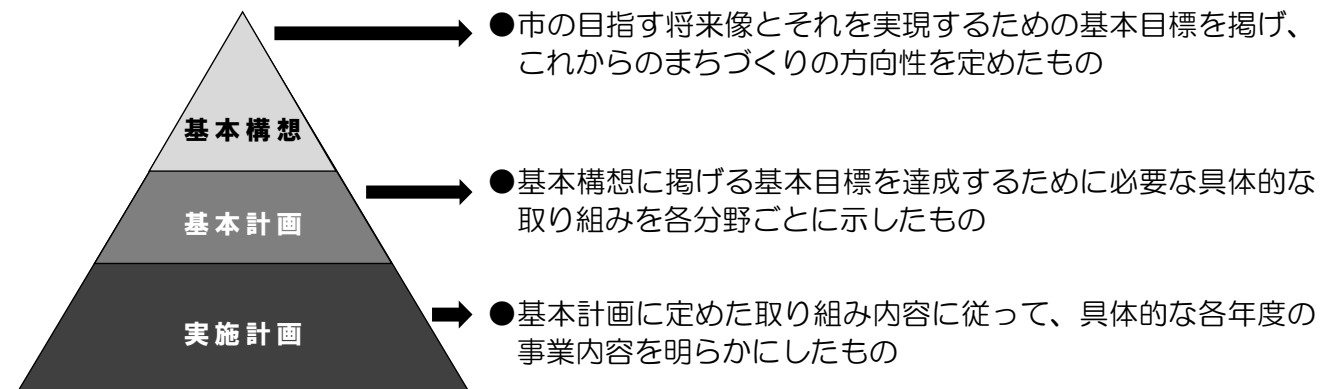 ●市の目指す将来像とそれを実現するための基本目標を掲げ、
これからのまちづくりの方向性を定めたもの
基本構想
●基本構想に掲げる基本目標を達成するために必要な具体的な
取り組みを各分野ごとに示したもの
基本計画
●基本計画に定めた取り組み内容に従って、具体的な各年度の
事業内容を明らかにしたもの
実施計画